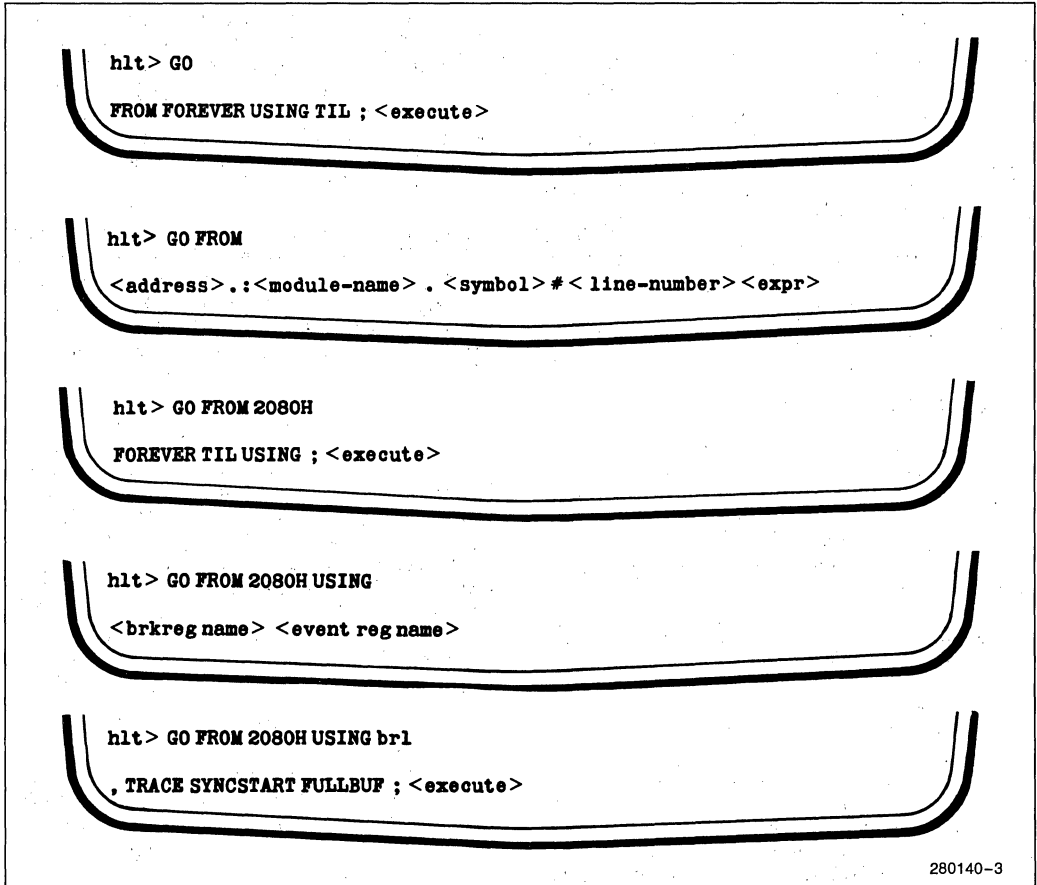 hlt> GO
FROM FOREVER USING TIL ; <execute>
hlt> GO FROM
<address>.:<module-name> . <symbol>#< line-number><expr>
hlt> GO FROM 2080H
FOREVER TIL USING ; <execute>
hlt> GO FROM 2080H USING
<brkreg name> <event reg name>
hlt> GO FROM 2080H USING brl
, TRACE SYNCSTART FULLBUF ; <execute>
280140-3